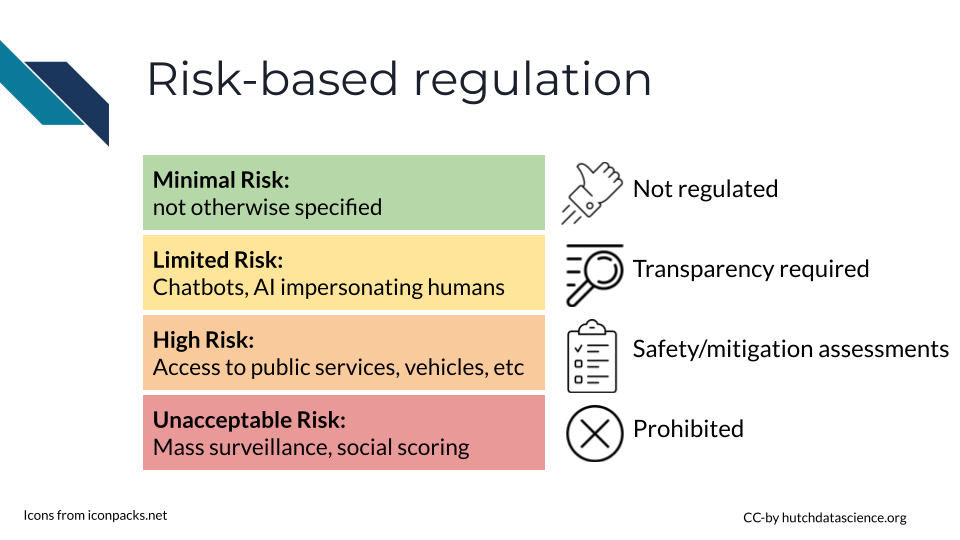 Risk-based regulation
Minimal Risk:
not otherwise specified
Not regulated
Limited Risk:
Chatbots, AI impersonating humans
Transparency required
High Risk:
Access to public services, vehicles, etc
Safety/mitigation assessments
Unacceptable Risk:
Mass surveillance, social scoring
Prohibited
Icons from iconpacks.net
CC-by hutchdatascience.org